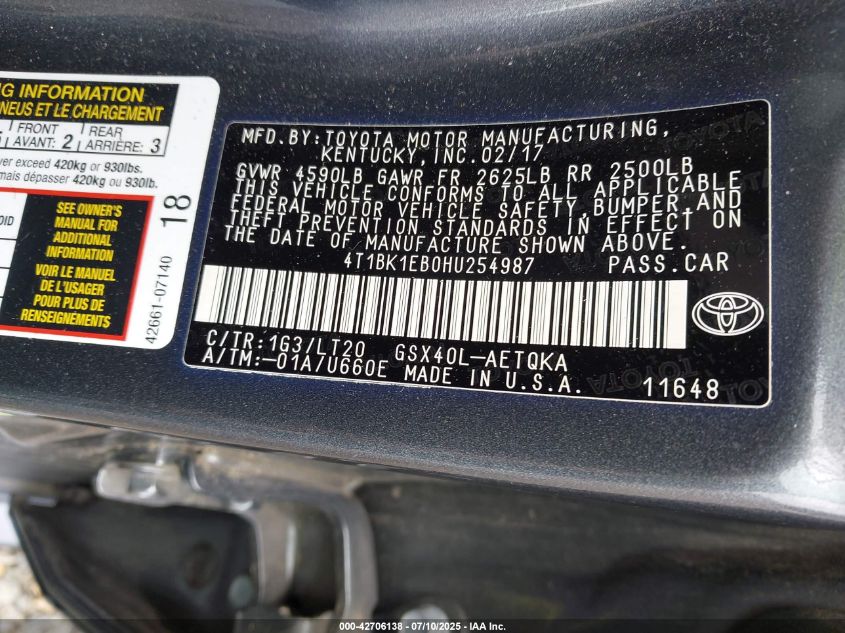 NG INFORMATION
NEUS ET LE CHARGEMENT
FRONT
AVANT: 2
REAR
ARRIÈRE: 3
ver exceed 420kg or 930lbs.
mais dépasser 420kg ou 930lb.
SEE OWNER'S
MANUAL FOR
ADDITIONAL
INFORMATION
VOIR LE MANUEL
DE L'USAGER
POUR PLUS DE
RENSEIGNEMENTS
18
42661-07140
MFD.BY:TOYOTA MOTOR MANUFACTURING,
KENTUCKY,INC.02/17
GVWR 4590LB GAWR FR 2625LB RR 2500LB
THIS VEHICLE CONFORMS TO ALL APPLICABLE
FEDERAL MOTOR VEHICLE SAFETY,BUMPER,AND
THEFT PREVENTION STANDARDS IN EFFECT ON
THE DATE OF MANUFACTURE SHOWN ABOVE.
4T1BK1EB0HU254987 PASS.CAR
C/TR:1G3/LT20 GSX40L-AETQKA
A/TM:-01A/U660E MADE IN U.S.A. 11648
000-42706138 - 07/10/2025 - IAA Inc.